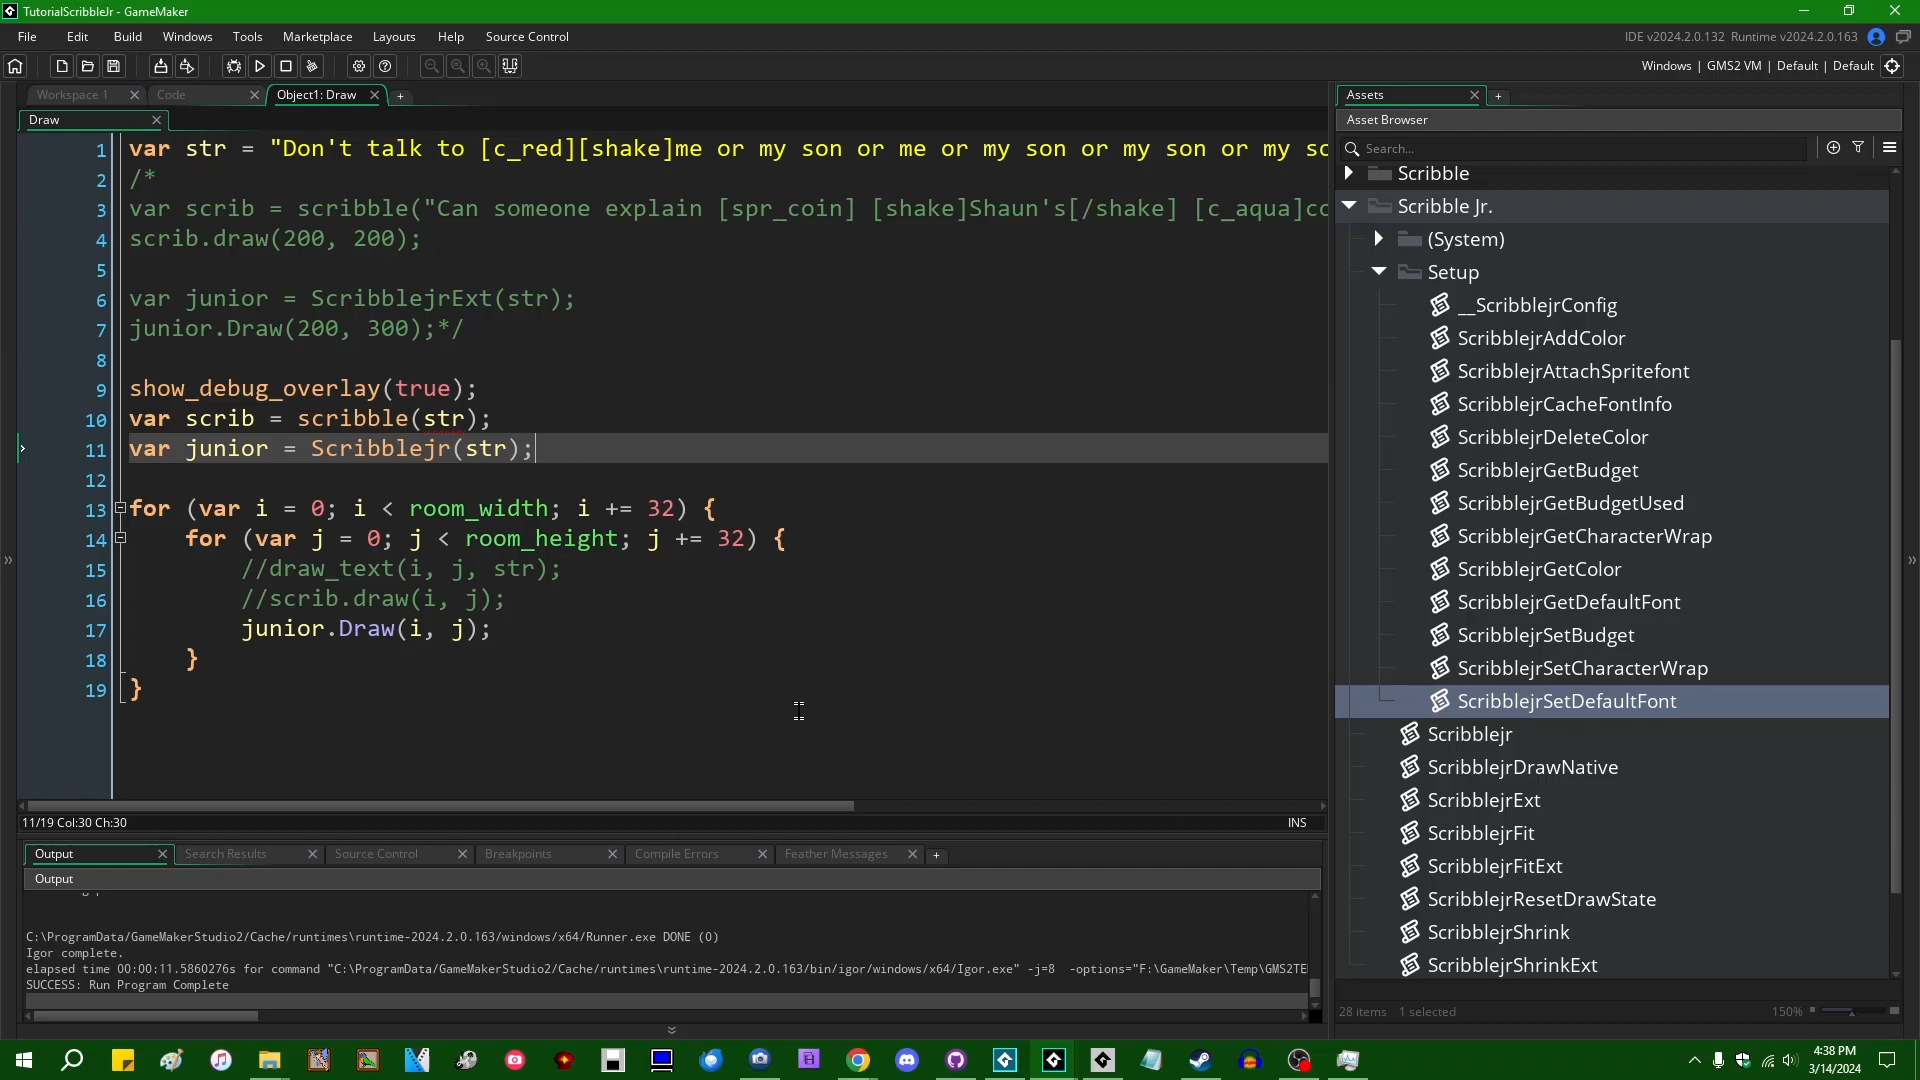 TutorialScribbleJr - GameMaker
File Edit Build Windows Tools Marketplace Layouts Help Source Control
IDE v2024.2.0.132 Runtime v2024.2.0.163
Windows | GMS2 VM | Default | Default
Workspace 1 Code Object1: Draw
Draw
1 var str = "Don't talk to [c_red][shake]me or my son or me or my son or my son or my so
2 /*
3 var scrib = scribble("Can someone explain [spr_coin] [shake]Shaun's[/shake] [c_aqua]co
4 scrib.draw(200, 200);
5
6 var junior = ScribblejrExt(str);
7 junior.Draw(200, 300);*/
8
9 show_debug_overlay(true);
10 var scrib = scribble(str);
11 var junior = Scribblejr(str);
12
13 for (var i = 0; i < room_width; i += 32) {
14 for (var j = 0; j < room_height; j += 32) {
15 //draw_text(i, j, str);
16 //scrib.draw(i, j);
17 junior.Draw(i, j);
18 }
19 }
11/19 Col:30 Ch:30 INS
Output Search Results Source Control Breakpoints Compile Errors Feather Messages
Output
C:\ProgramData/GameMakerStudio2/Cache/runtimes\runtime-2024.2.0.163/windows/x64/Runner.exe DONE (0)
Igor complete.
elapsed time 00:00:11.5860276s for command "C:\ProgramData/GameMakerStudio2/Cache/runtimes\runtime-2024.2.0.163/bin/igor/windows/x64/Igor.exe" -j=8 -options="F:\GameMaker\Temp\GMS2TE
SUCCESS: Run Program Complete
Assets
Asset Browser
Search...
Scribble
Scribble Jr.
(System)
Setup
__ScribblejrConfig
ScribblejrAddColor
ScribblejrAttachSpritefont
ScribblejrCacheFontInfo
ScribblejrDeleteColor
ScribblejrGetBudget
ScribblejrGetBudgetUsed
ScribblejrGetCharacterWrap
ScribblejrGetColor
ScribblejrGetDefaultFont
ScribblejrSetBudget
ScribblejrSetCharacterWrap
ScribblejrSetDefaultFont
Scribblejr
ScribblejrDrawNative
ScribblejrExt
ScribblejrFit
ScribblejrFitExt
ScribblejrResetDrawState
ScribblejrShrink
ScribblejrShrinkExt
28 items 1 selected 150%
4:38 PM
3/14/2024